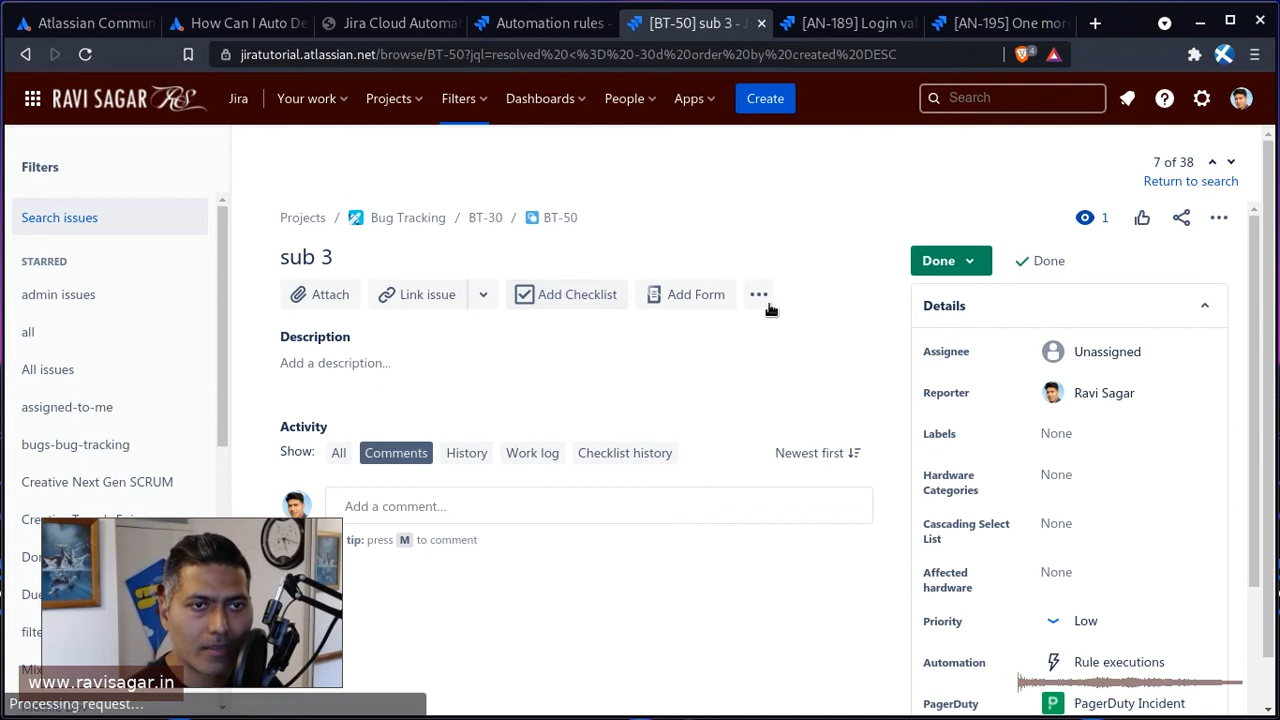 Atlassian Commun
How Can I Auto De
Jira Cloud Automat
Automation rules -
[BT-50] sub 3 - J
[AN-189] Login val
[AN-195] One more
jiratutorial.atlassian.net/browse/BT-50?jql=resolved%20<%3D%20-30d%20order%20by%20created%20DESC
4
RAVI SAGAR RS
Jira
Your work
Projects
Filters
Dashboards
People
Apps
Create
Search
Filters
Search issues
STARRED
admin issues
all
All issues
assigned-to-me
bugs-bug-tracking
Creative Next Gen SCRUM
7 of 38
Return to search
Projects / Bug Tracking / BT-30 / BT-50
1
sub 3
Attach
Link issue
Add Checklist
Add Form
Description
Add a description...
Activity
Show:
All
Comments
History
Work log
Checklist history
Newest first
Add a comment...
tip: press M to comment
Done
Done
Details
Assignee
Unassigned
Reporter
Ravi Sagar
Labels
None
Hardware
Categories
None
Cascading Select
List
None
Affected
hardware
None
Priority
Low
Automation
Rule executions
PagerDuty
PagerDuty Incident
www.ravisagar.in
Processing request...